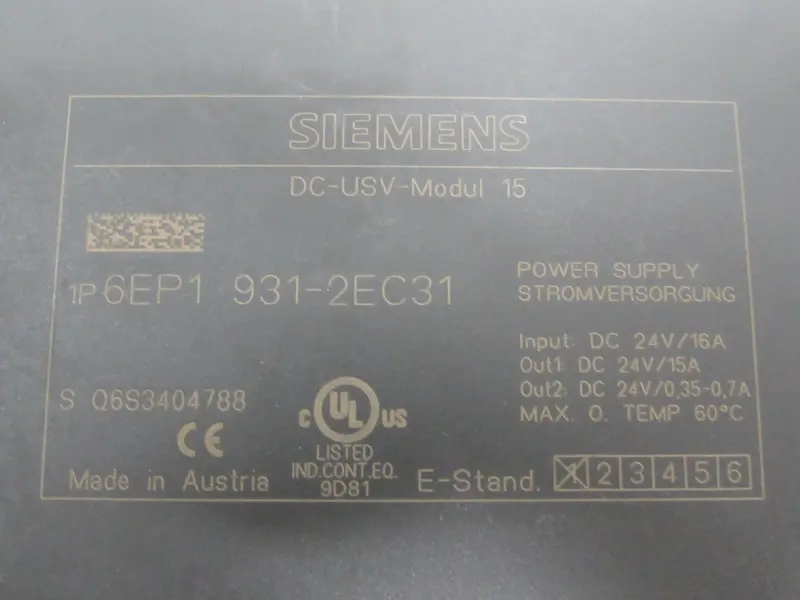 SIEMENS
DC-USV-Modul 15
1P 6EP1 931-2EC31
POWER SUPPLY
STROMVERSORGUNG
Input: DC 24V/16A
Out1: DC 24V/15A
Out2: DC 24V/0,35-0,7A
MAX. O. TEMP 60°C
S Q6S3404788
CE
c UL US
LISTED
IND.CONT.EQ.
9D81
Made in Austria
E-Stand. 1 2 3 4 5 6